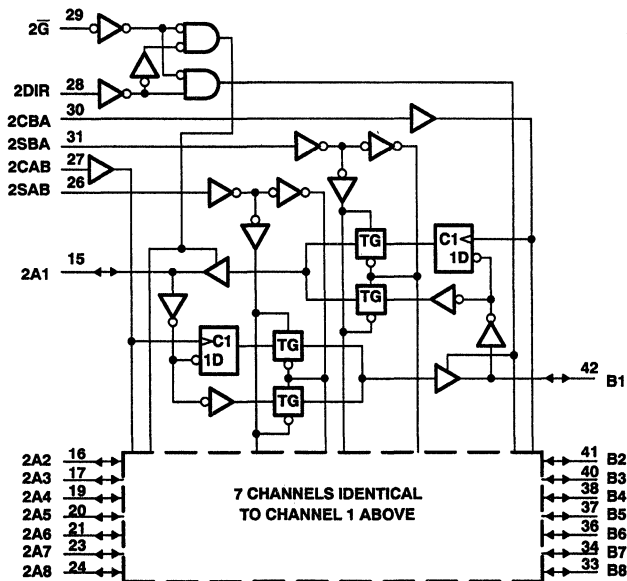 2G̅ 29
2DIR 28
2CBA 30
2SBA 31
2CAB 27
2SAB 26
TG
C1
1D
2A1 15
TG
C1
1D
TG
TG
42 B1
2A2 16
2A3 17
2A4 19
2A5 20
2A6 21
2A7 23
2A8 24
7 CHANNELS IDENTICAL
TO CHANNEL 1 ABOVE
41 B2
40 B3
38 B4
37 B5
36 B6
34 B7
33 B8